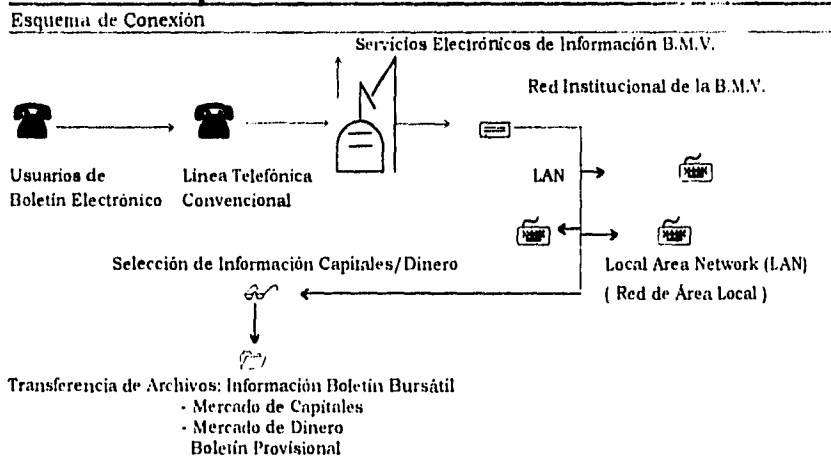 Esquema de Conexión
Servicios Electrónicos de Información B.M.V.
Red Institucional de la B.M.V.
Usuarios de
Boletín Electrónico
Línea Telefónica
Convencional
LAN
Selección de Información Capitales/Dinero
Local Area Network (LAN)
( Red de Área Local )
Transferencia de Archivos: Información Boletín Bursátil
- Mercado de Capitales
- Mercado de Dinero
Boletín Provisional